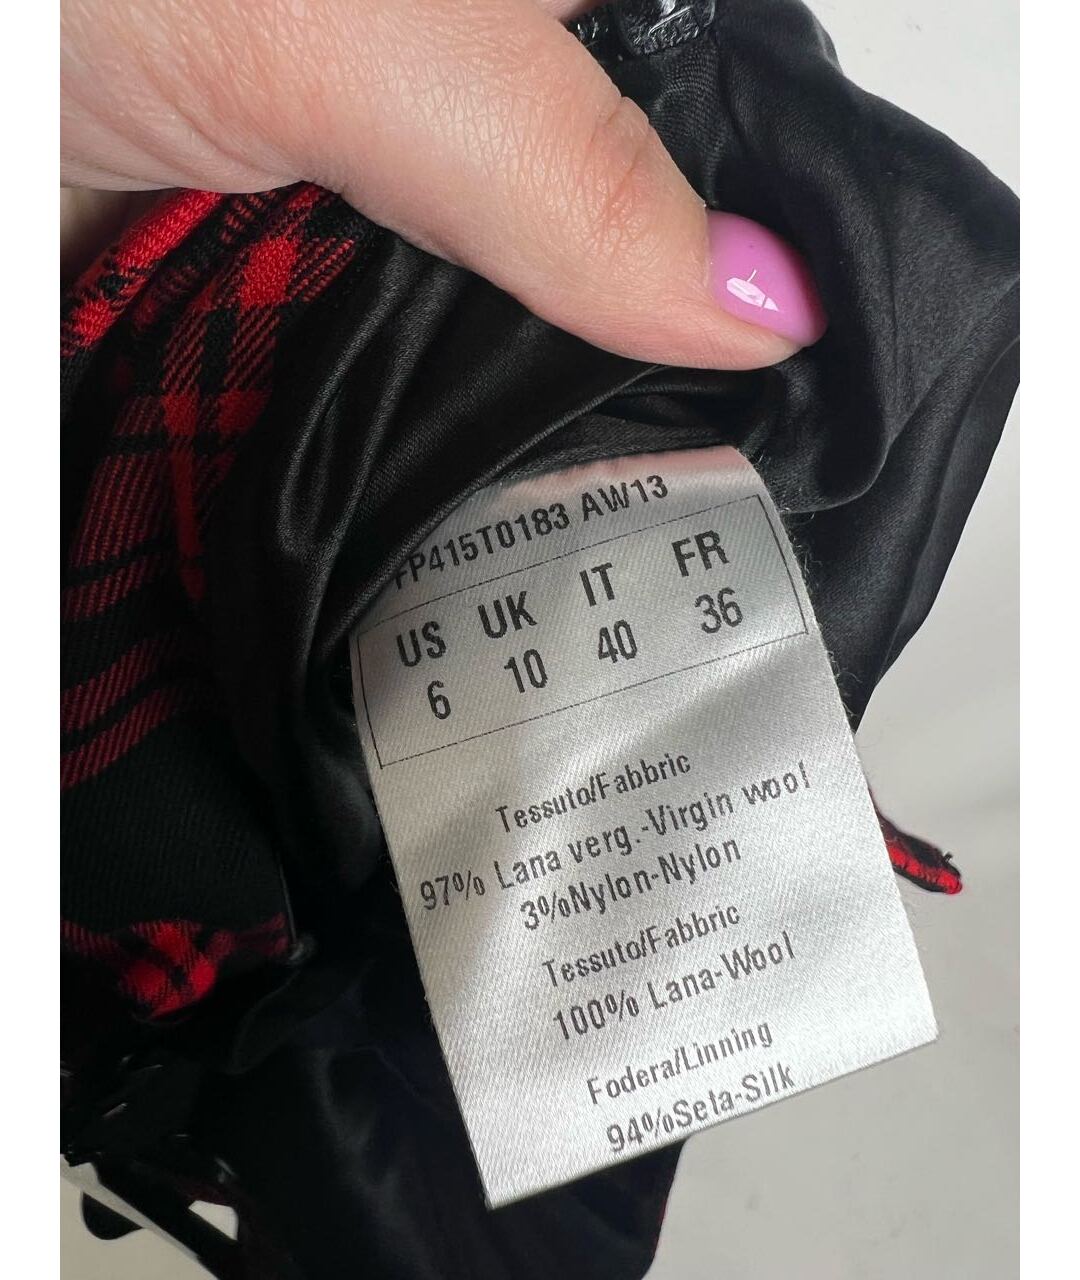 FP415T0183 AW13
US UK IT FR
6 10 40 36
Tessuto/Fabbric
97% Lana verg.-Virgin wool
3%Nylon-Nylon
Tessuto/Fabbric
100% Lana-Wool
Fodera/Linning
94%Seta-Silk